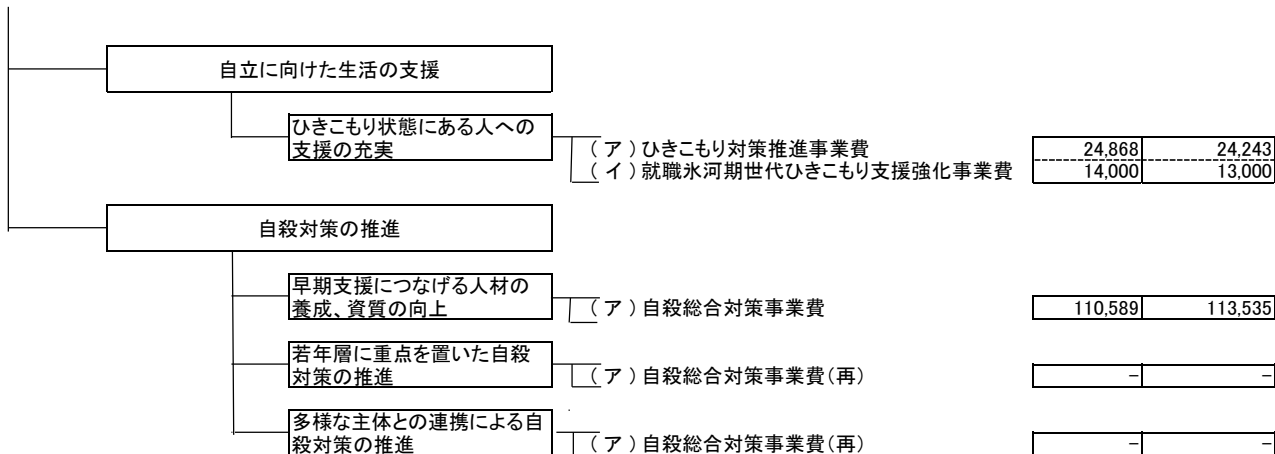 自立に向けた生活の支援
ひきこもり状態にある人への
支援の充実
(ア)ひきこもり対策推進事業費 24,868 24,243
(イ)就職氷河期世代ひきこもり支援強化事業費 14,000 13,000
自殺対策の推進
早期支援につなげる人材の
養成、資質の向上
(ア)自殺総合対策事業費 110,589 113,535
若年層に重点を置いた自殺
対策の推進
(ア)自殺総合対策事業費(再) − −
多様な主体との連携による自
殺対策の推進
(ア)自殺総合対策事業費(再) − −